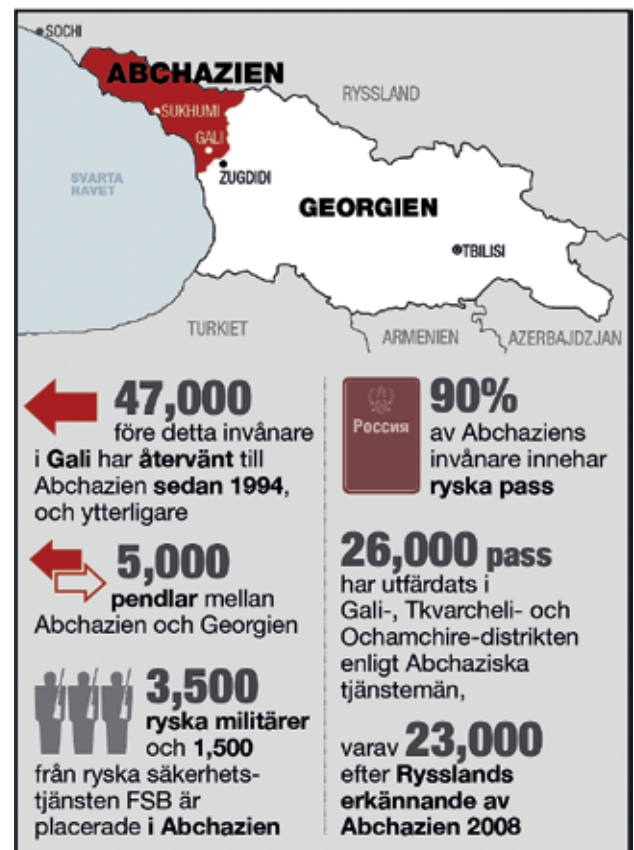 SOCHI
ABCHAZIEN
RYSSLAND
SUKHUMI
GALI
SVARTA
HAVET
ZUGDIDI
GEORGIEN
TBILISI
TURKIET
ARMENIEN
AZERBAJDZJAN
47,000
före detta invånare
i Gali har återvänt till
Abchazien sedan 1994,
och ytterligare
5,000
pendlar mellan
Abchazien och Georgien
3,500
ryska militärer
och 1,500
från ryska säkerhets-
tjänsten FSB är
placerade i Abchazien
Россия
90%
av Abchaziens
invånare innehar
ryska pass
26,000 pass
har utfärdats i
Gali-, Tkvarcheli- och
Ochamchire-distrikten
enligt Abchaziska
tjänstemän,
varav 23,000
efter Rysslands
erkännande av
Abchazien 2008